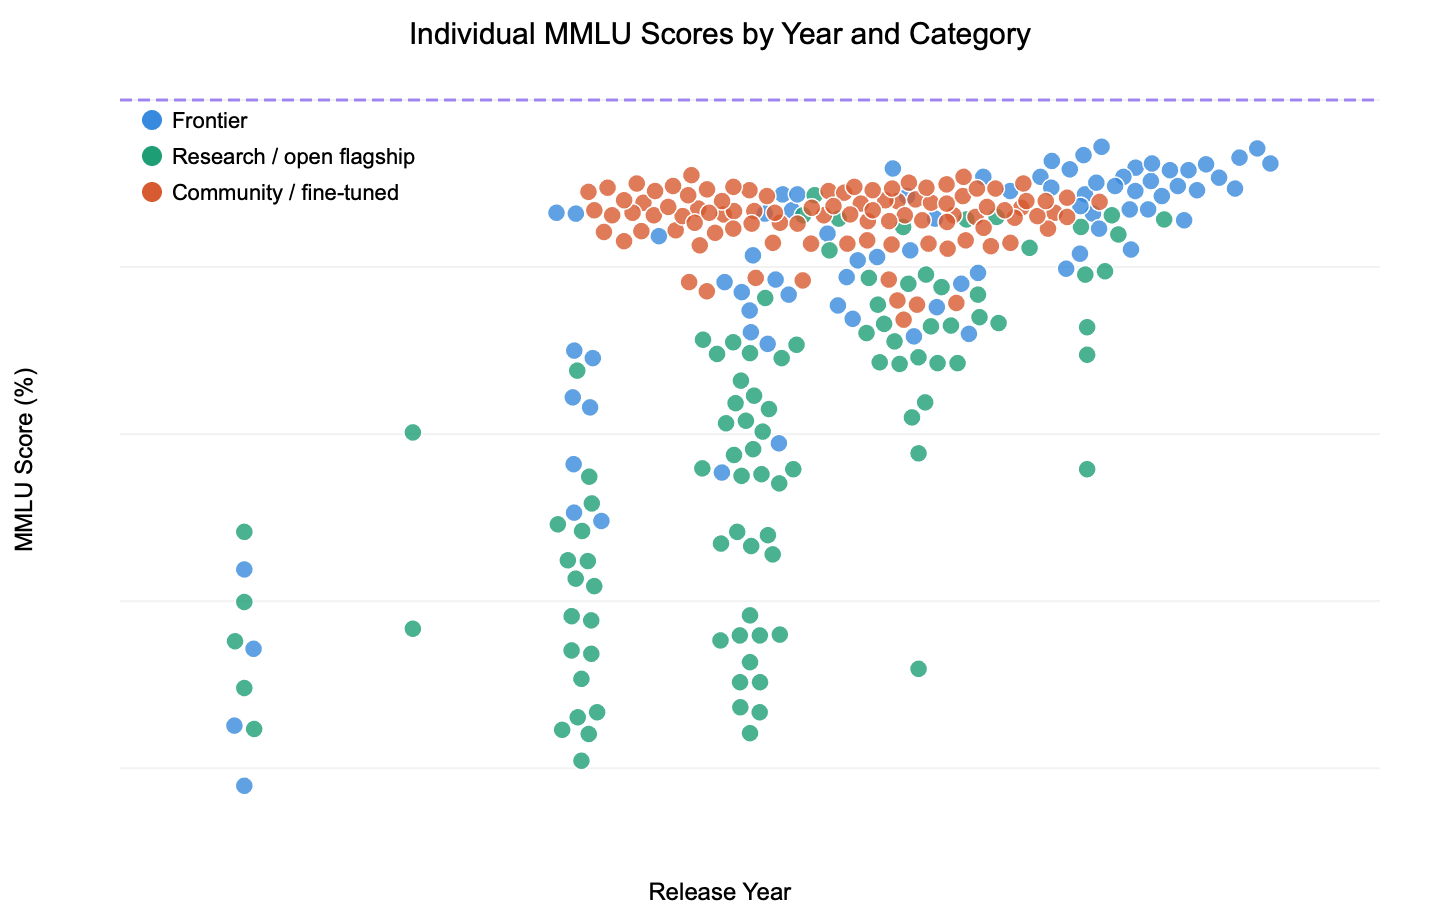 Individual MMLU Scores by Year and Category
Frontier
Research / open flagship
Community / fine-tuned
MMLU Score (%)
Release Year